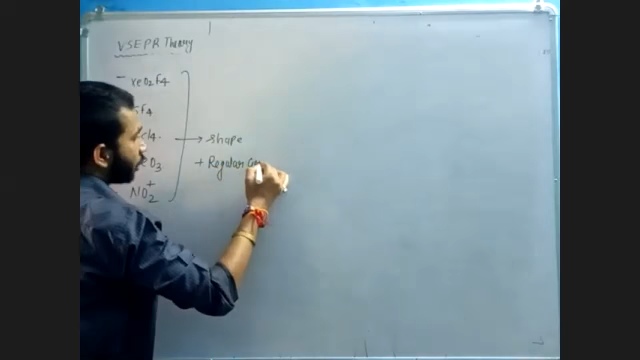 VSEPR Theory
XeO2F4
F4
Cl4.
→ Shape
O3
+ Regular
NO2+